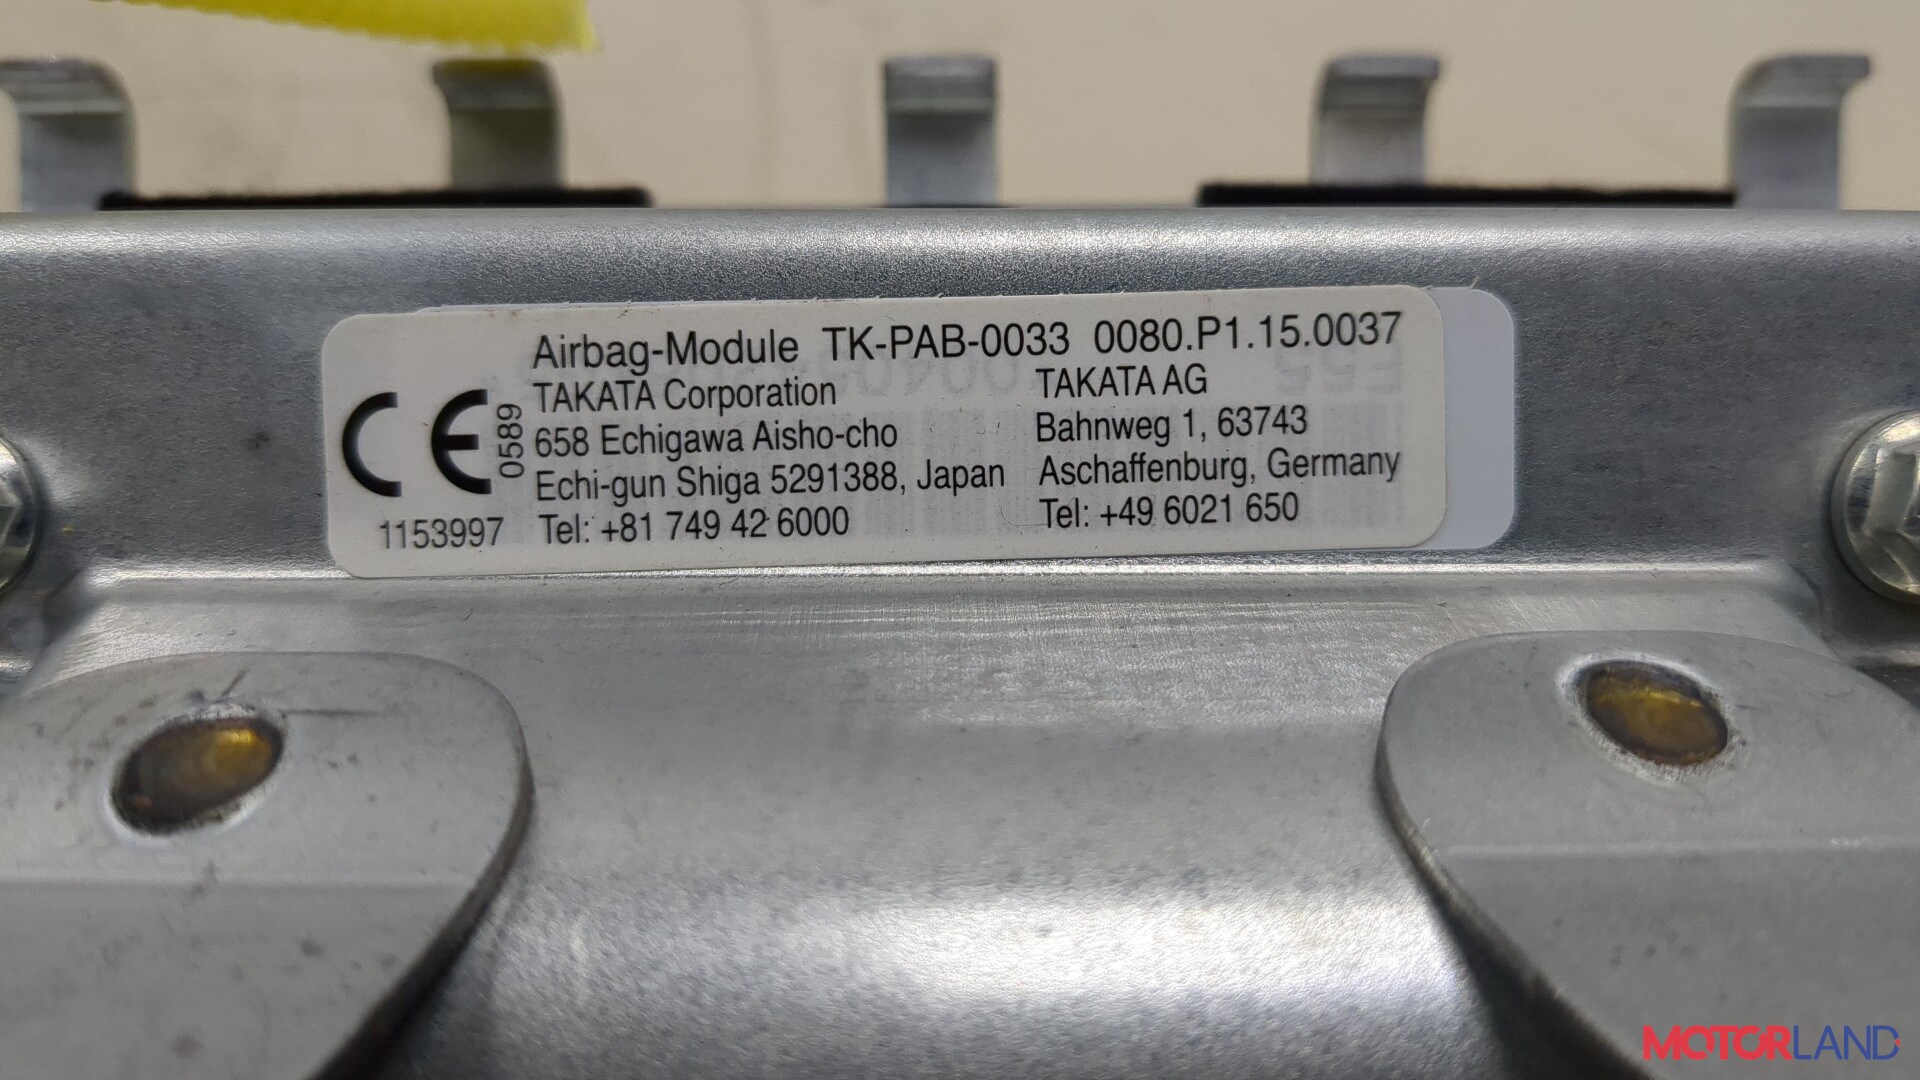 Airbag-Module TK-PAB-0033 0080.P1.15.0037
TAKATA Corporation
658 Echigawa Aisho-cho
Echi-gun Shiga 5291388, Japan
Tel: +81 749 42 6000
TAKATA AG
Bahnweg 1, 63743
Aschaffenburg, Germany
Tel: +49 6021 650
CE
0589
1153997
MOTORLAND